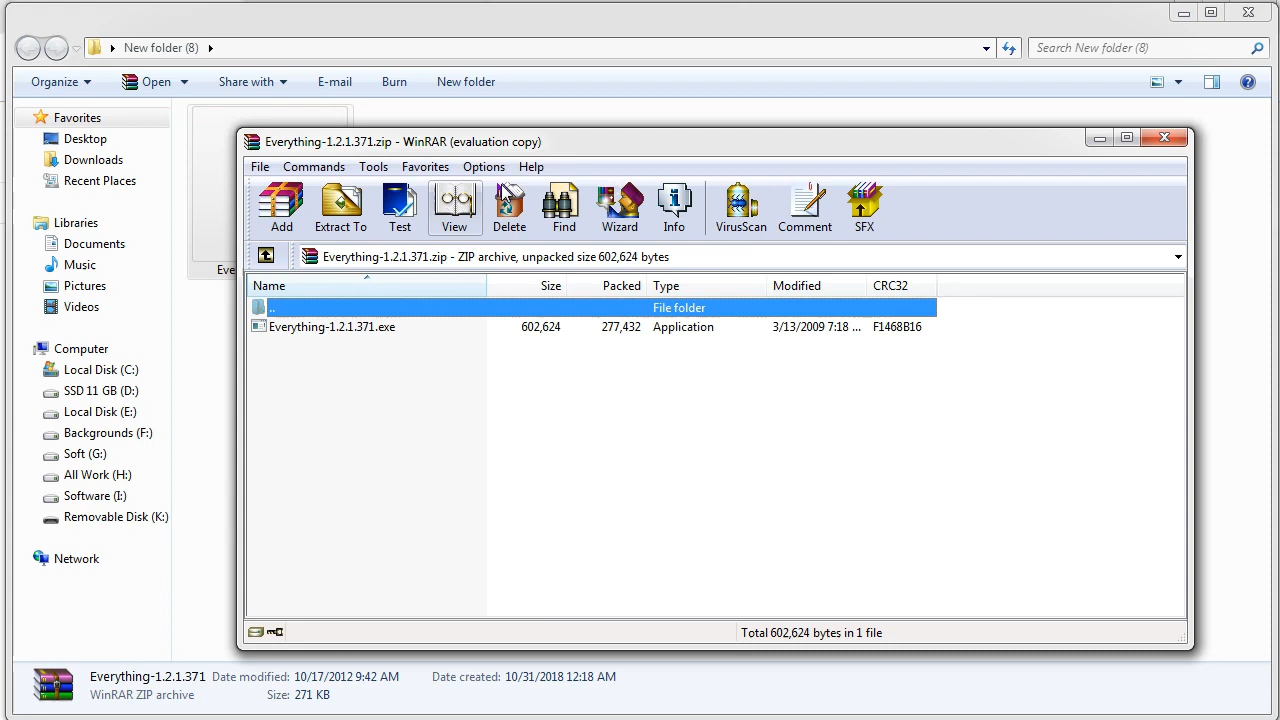 New folder (8)
Search New folder (8)
Organize
Open
Share with
E-mail
Burn
New folder
Favorites
Desktop
Downloads
Recent Places
Libraries
Documents
Music
Pictures
Videos
Computer
Local Disk (C:)
SSD 11 GB (D:)
Local Disk (E:)
Backgrounds (F:)
Soft (G:)
All Work (H:)
Software (I:)
Removable Disk (K:)
Network
Eve
Everything-1.2.1.371.zip - WinRAR (evaluation copy)
File Commands Tools Favorites Options Help
Add Extract To Test View Delete Find Wizard Info VirusScan Comment SFX
Everything-1.2.1.371.zip - ZIP archive, unpacked size 602,624 bytes
Name Size Packed Type Modified CRC32
.. File folder
Everything-1.2.1.371.exe 602,624 277,432 Application 3/13/2009 7:18 ... F1468B16
Total 602,624 bytes in 1 file
Everything-1.2.1.371 Date modified: 10/17/2012 9:42 AM Date created: 10/31/2018 12:18 AM
WinRAR ZIP archive Size: 271 KB